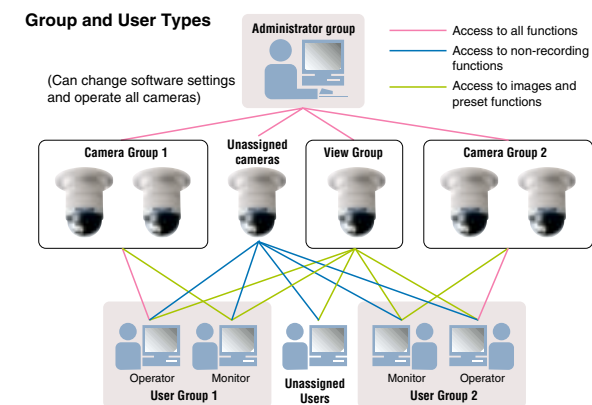 Group and User Types
Administrator group
Access to all functions
Access to non-recording
functions
Access to images and
preset functions
(Can change software settings
and operate all cameras)
Camera Group 1
Unassigned
cameras
View Group
Camera Group 2
Operator
Monitor
User Group 1
Unassigned
Users
Monitor
Operator
User Group 2